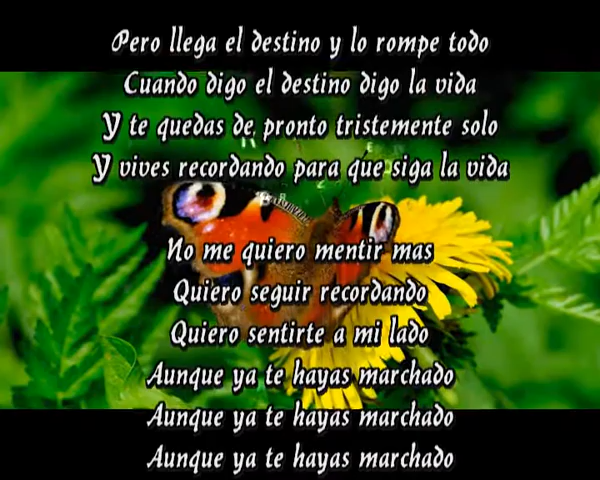 Pero llega el destino y lo rompe todo
Cuando digo el destino digo la vida
Y te quedas de pronto tristemente solo
Y vives recordando para que siga la vida
No me quiero mentir mas
Quiero seguir recordando
Quiero sentirte a mi lado
Aunque ya te hayas marchado
Aunque ya te hayas marchado
Aunque ya te hayas marchado